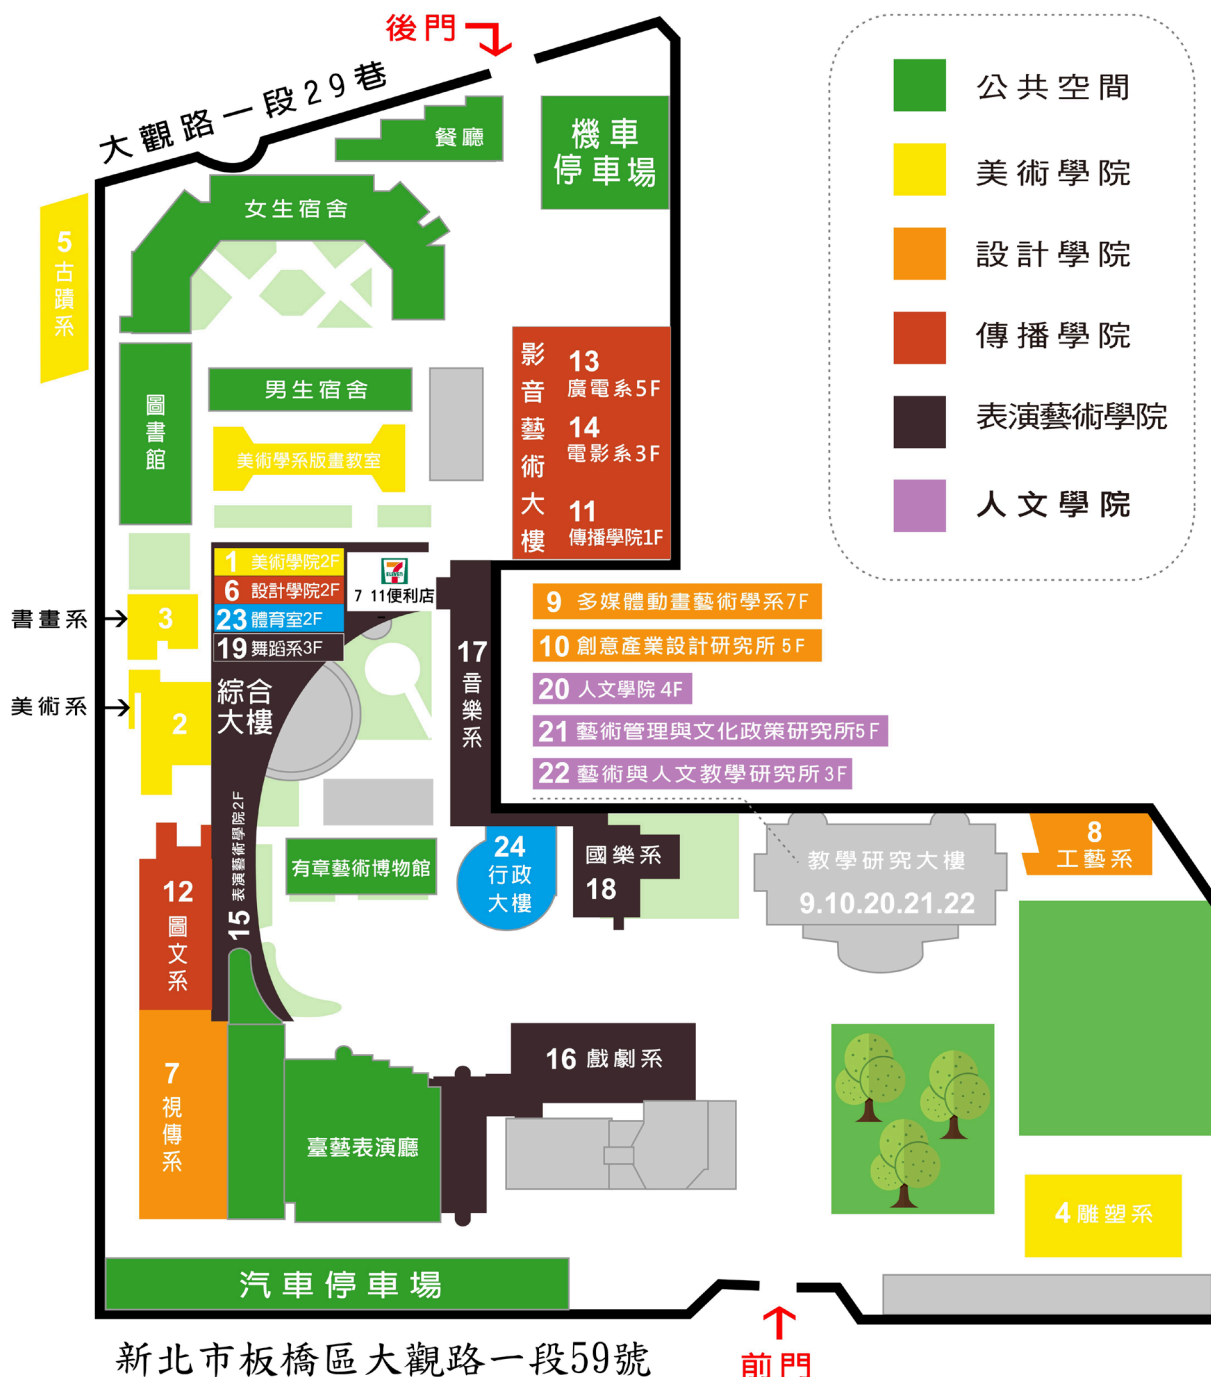 後門
大觀路一段29巷
餐廳
機車
停車場
女生宿舍
5
古蹟系
圖書館
男生宿舍
美術學系版畫教室
影音藝術大樓
13
廣電系5F
14
電影系3F
11
傳播學院1F
公共空間
美術學院
設計學院
傳播學院
表演藝術學院
人文學院
1 美術學院2F
6 設計學院2F
23 體育室2F
19 舞蹈系3F
7
ELEVEN
7 11便利店
書畫系
3
美術系
2
綜合
大樓
17
音樂系
9 多媒體動畫藝術學系7F
10 創意產業設計研究所 5F
20 人文學院 4F
21 藝術管理與文化政策研究所5F
22 藝術與人文教學研究所3F
15 表演藝術學院2F
有章藝術博物館
24
行政
大樓
國樂系
18
教學研究大樓
9.10.20.21.22
8
工藝系
12
圖文系
7
視傳系
臺藝表演廳
16 戲劇系
4 雕塑系
汽車停車場
前門
新北市板橋區大觀路一段59號